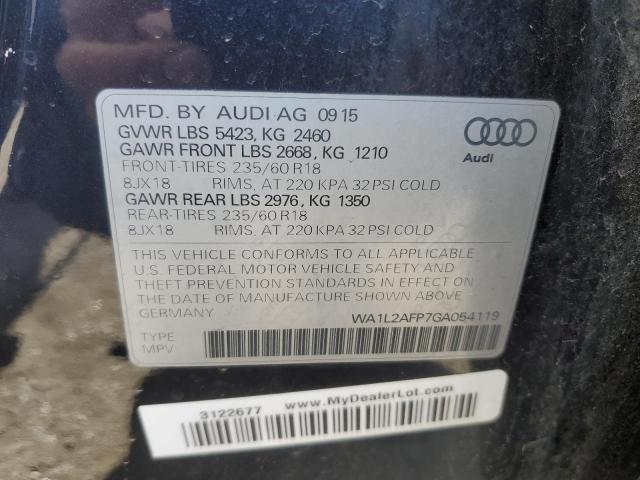 MFD. BY AUDI AG 09 15
GVWR LBS 5423, KG 2460
GAWR FRONT LBS 2668, KG 1210
FRONT-TIRES 235/60 R18
8JX18 RIMS, AT 220 KPA 32 PSI COLD
GAWR REAR LBS 2976, KG 1350
REAR-TIRES 235/60 R18
8JX18 RIMS, AT 220 KPA 32 PSI COLD
Audi
THIS VEHICLE CONFORMS TO ALL APPLICABLE
U.S. FEDERAL MOTOR VEHICLE SAFETY AND
THEFT PREVENTION STANDARDS IN EFFECT ON
THE DATE OF MANUFACTURE SHOWN ABOVE.
GERMANY WA1L2AFP7GA054119
TYPE
MPV
3122677 www.MyDealerLot.com